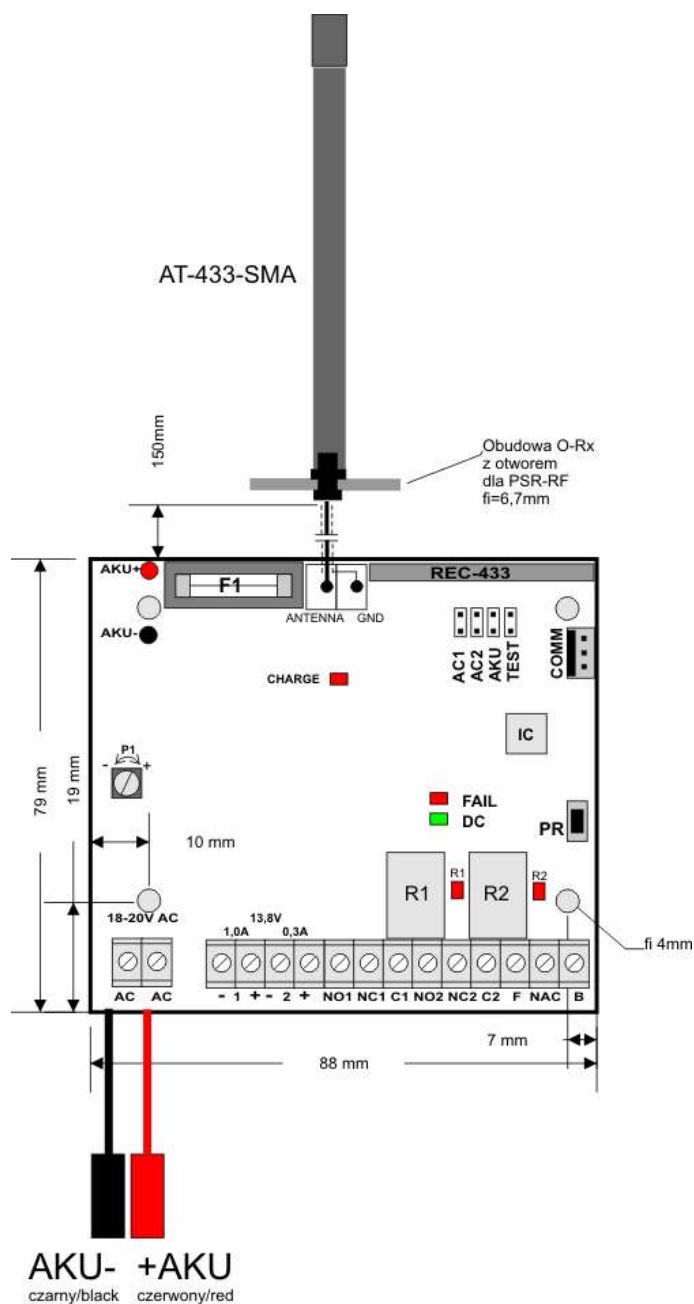 AT-433-SMA
150mm
Obudowa O-Rx
z otworem
dla PSR-RF
fi=6,7mm
AKU+
F1
REC-433
ANTENNA GND
AKU-
AC1
AC2
AKU
TEST
COMM
CHARGE
IC
P1
- +
79 mm
19 mm
FAIL
DC
PR
10 mm
R1
R1
R2
R2
18-20V AC
13,8V
1,0A 0,3A
fi 4mm
AC AC - 1 + - 2 + NO1 NC1 C1 NO2 NC2 C2 F NAC B
7 mm
88 mm
AKU- +AKU
czarny/black czerwony/red